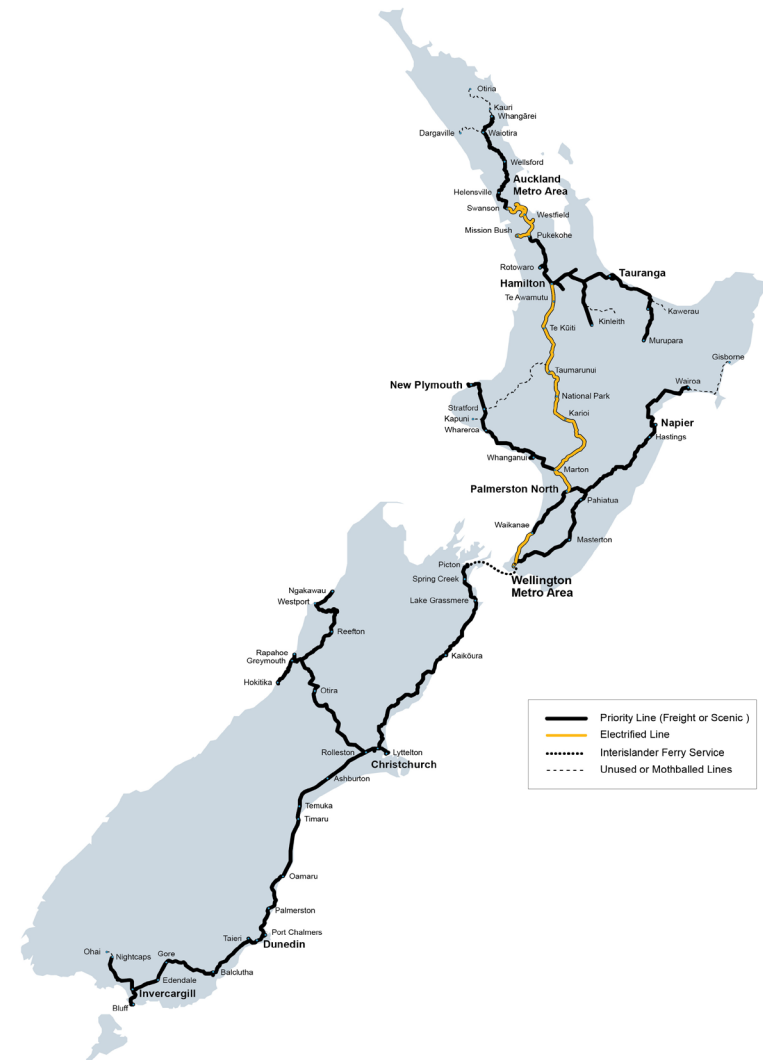 Otiria
Kauri
Whangārei
Dargaville
Waiotira
Wellsford
Auckland
Metro Area
Helensville
Swanson
Westfield
Mission Bush
Pukekohe
Rotowaro
Hamilton
Tauranga
Te Awamutu
Kawerau
Kinleith
Te Kūiti
Murupara
Gisborne
Taumarunui
Wairoa
New Plymouth
National Park
Stratford
Karioi
Kapuni
Napier
Whareroa
Hastings
Whanganui
Marton
Palmerston North
Pahiatua
Waikanae
Masterton
Picton
Wellington
Metro Area
Spring Creek
Ngakawau
Westport
Lake Grassmere
Reefton
Rapahoe
Greymouth
Kaikōura
Hokitika
Otira
Rolleston
Lyttelton
Christchurch
Ashburton
Temuka
Timaru
Oamaru
Palmerston
Port Chalmers
Taieri
Dunedin
Ohai
Nightcaps
Gore
Balclutha
Edendale
Invercargill
Bluff
Priority Line (Freight or Scenic )
Electrified Line
Interislander Ferry Service
Unused or Mothballed Lines